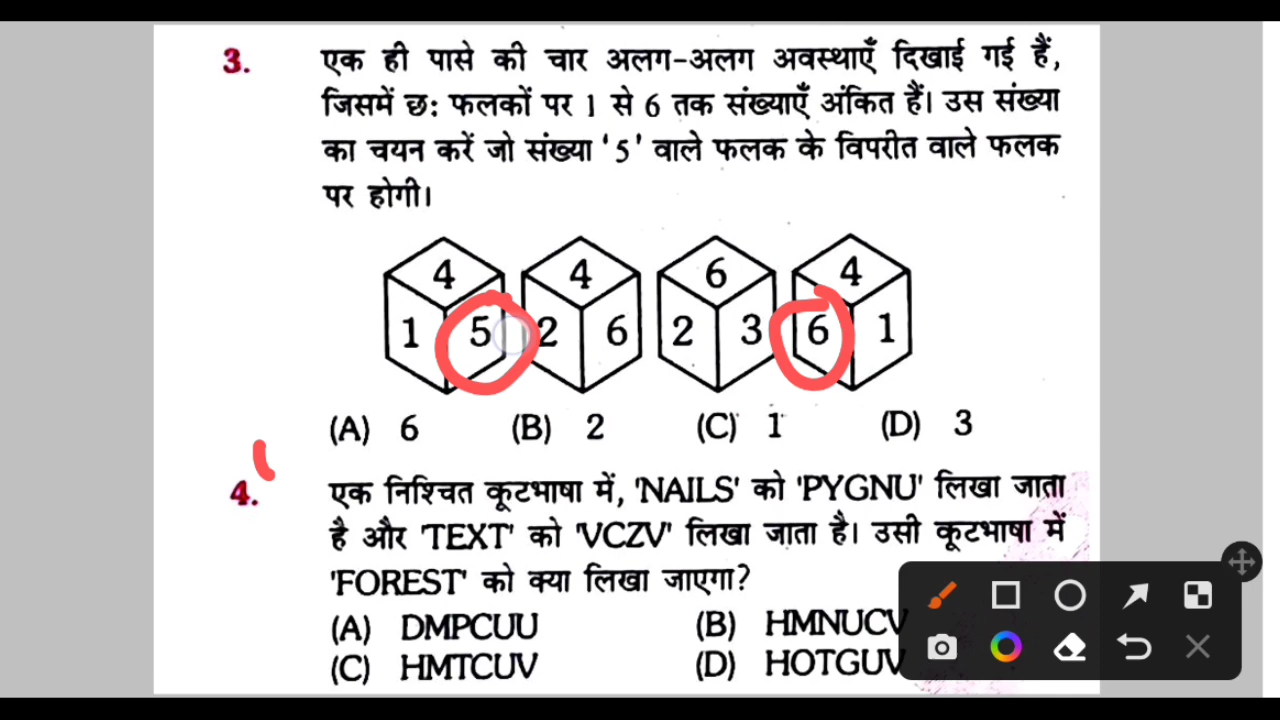 3. एक ही पासे की चार अलग-अलग अवस्थाएँ दिखाई गई हैं,
जिसमें छः फलकों पर 1 से 6 तक संख्याएँ अंकित हैं। उस संख्या
का चयन करें जो संख्या '5' वाले फलक के विपरीत वाले फलक
पर होगी।
4 4 6 4
1 5 2 6 2 3 6 1
(A) 6 (B) 2 (C) 1 (D) 3
4. एक निश्चित कूटभाषा में, 'NAILS' को 'PYGNU' लिखा जाता
है और 'TEXT' को 'VCZV' लिखा जाता है। उसी कूटभाषा में
'FOREST' को क्या लिखा जाएगा?
(A) DMPCUU (B) HMNUCV
(C) HMTCUV (D) HOTGUV